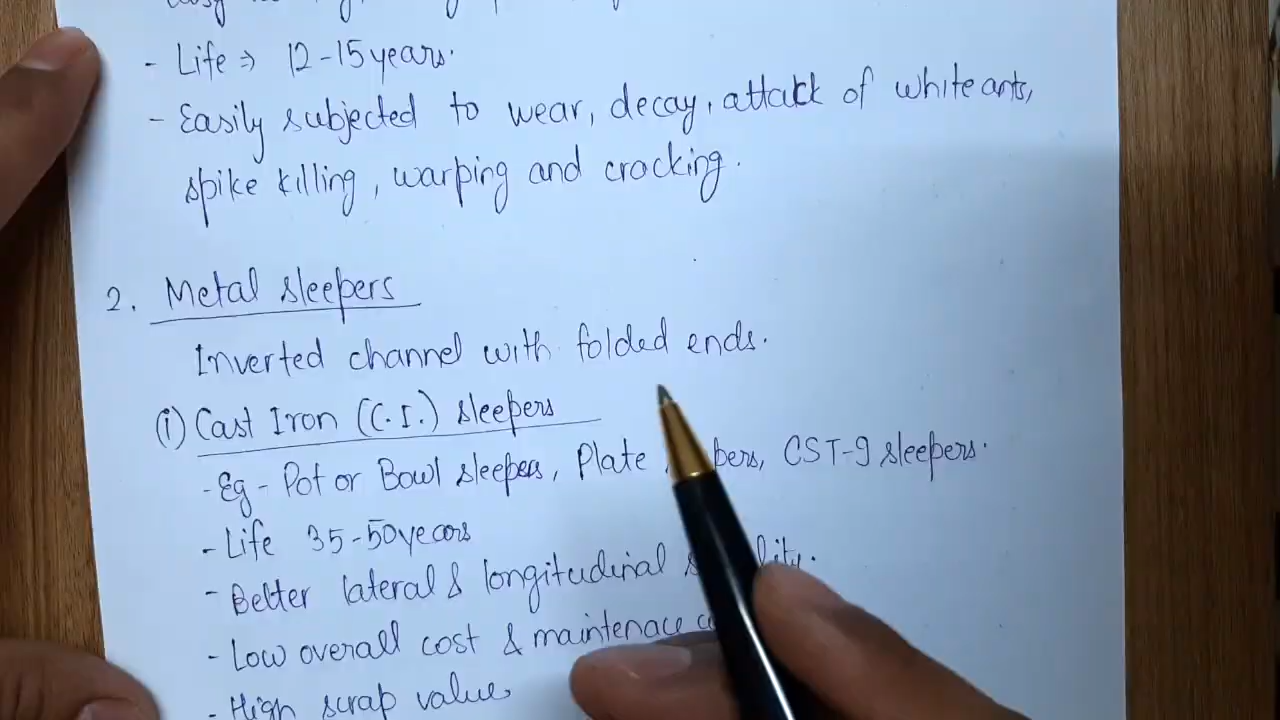 - Life ⇒ 12-15 years.
- Easily subjected to wear, decay, attack of white ants,
spike killing, warping and cracking.
2. Metal sleepers
Inverted channel with folded ends.
(i) Cast Iron (C.I.) sleepers
- Eg - Pot or Bowl sleepers, Plate CST-9 sleepers.
- Life 35-50 years
- Better lateral & longitudinal
- Low overall cost & maintenace
- High scrap value